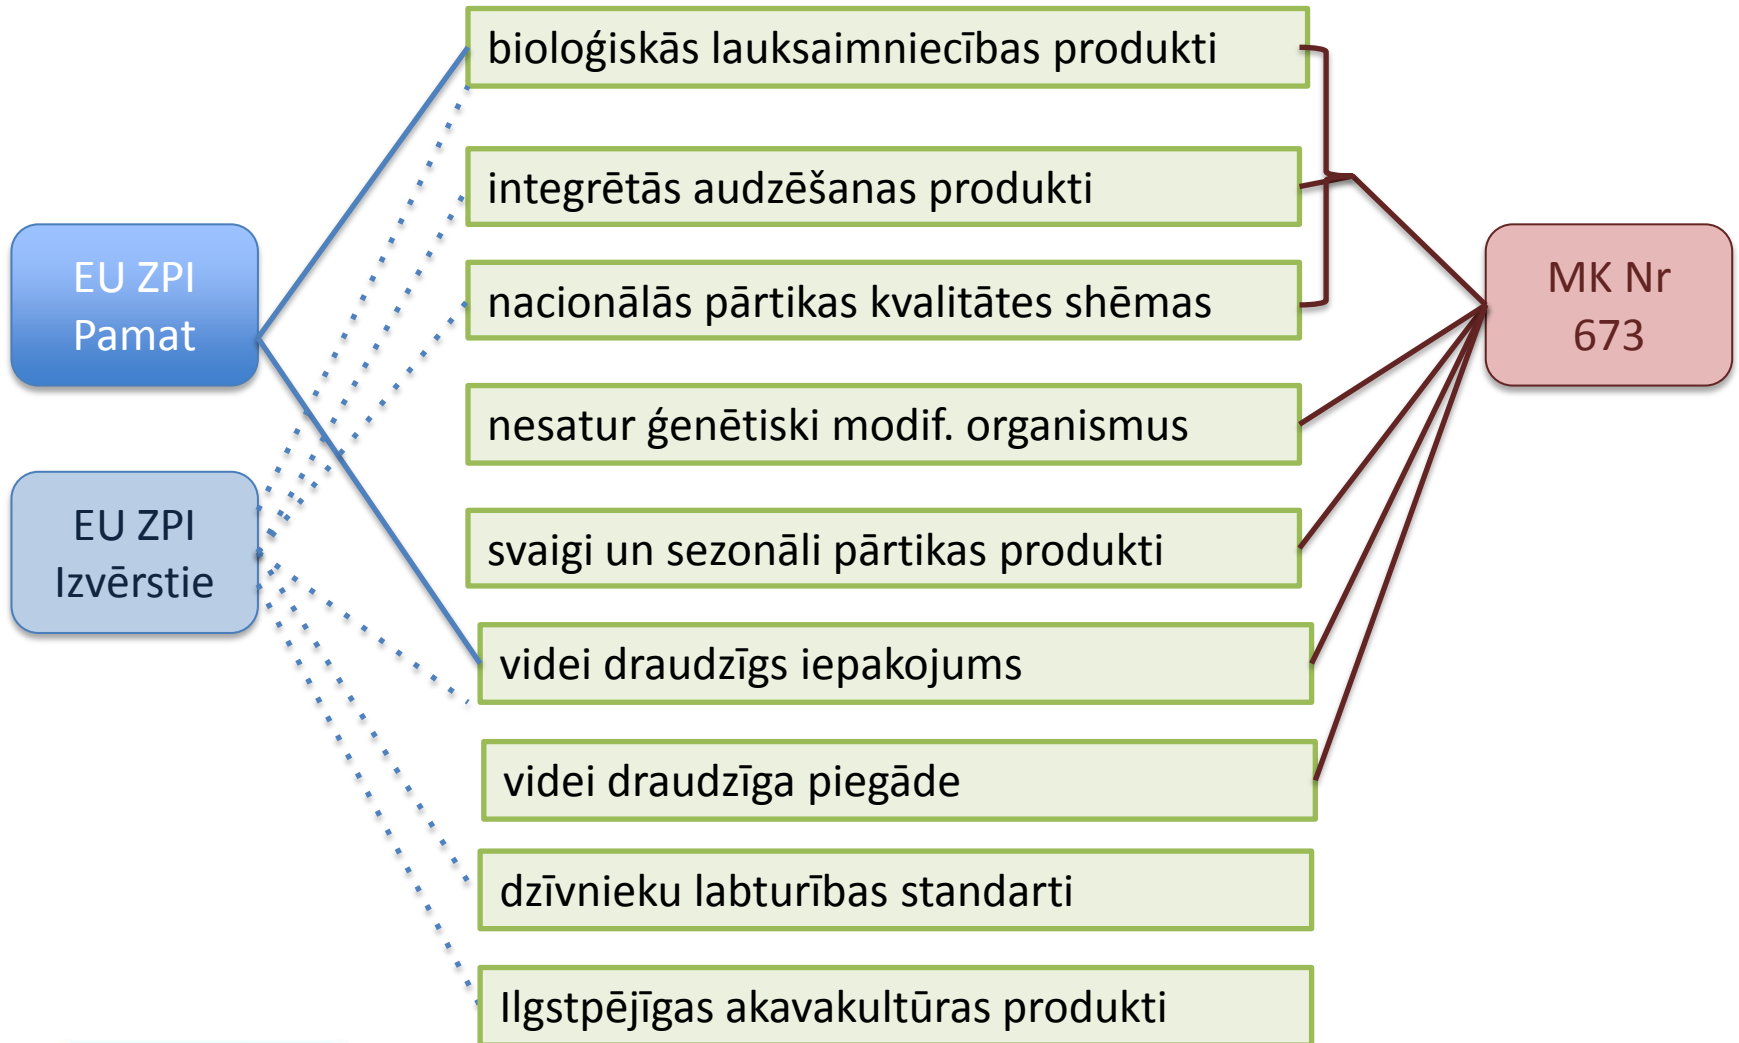 bioloģiskās lauksaimniecības produkti
integrētās audzēšanas produkti
EU ZPI
Pamat
nacionālās pārtikas kvalitātes shēmas
MK Nr
673
nesatur ģenētiski modif. organismus
EU ZPI
Izvērstie
svaigi un sezonāli pārtikas produkti
videi draudzīgs iepakojums
videi draudzīga piegāde
dzīvnieku labturības standarti
Ilgstpējīgas akavakultūras produkti